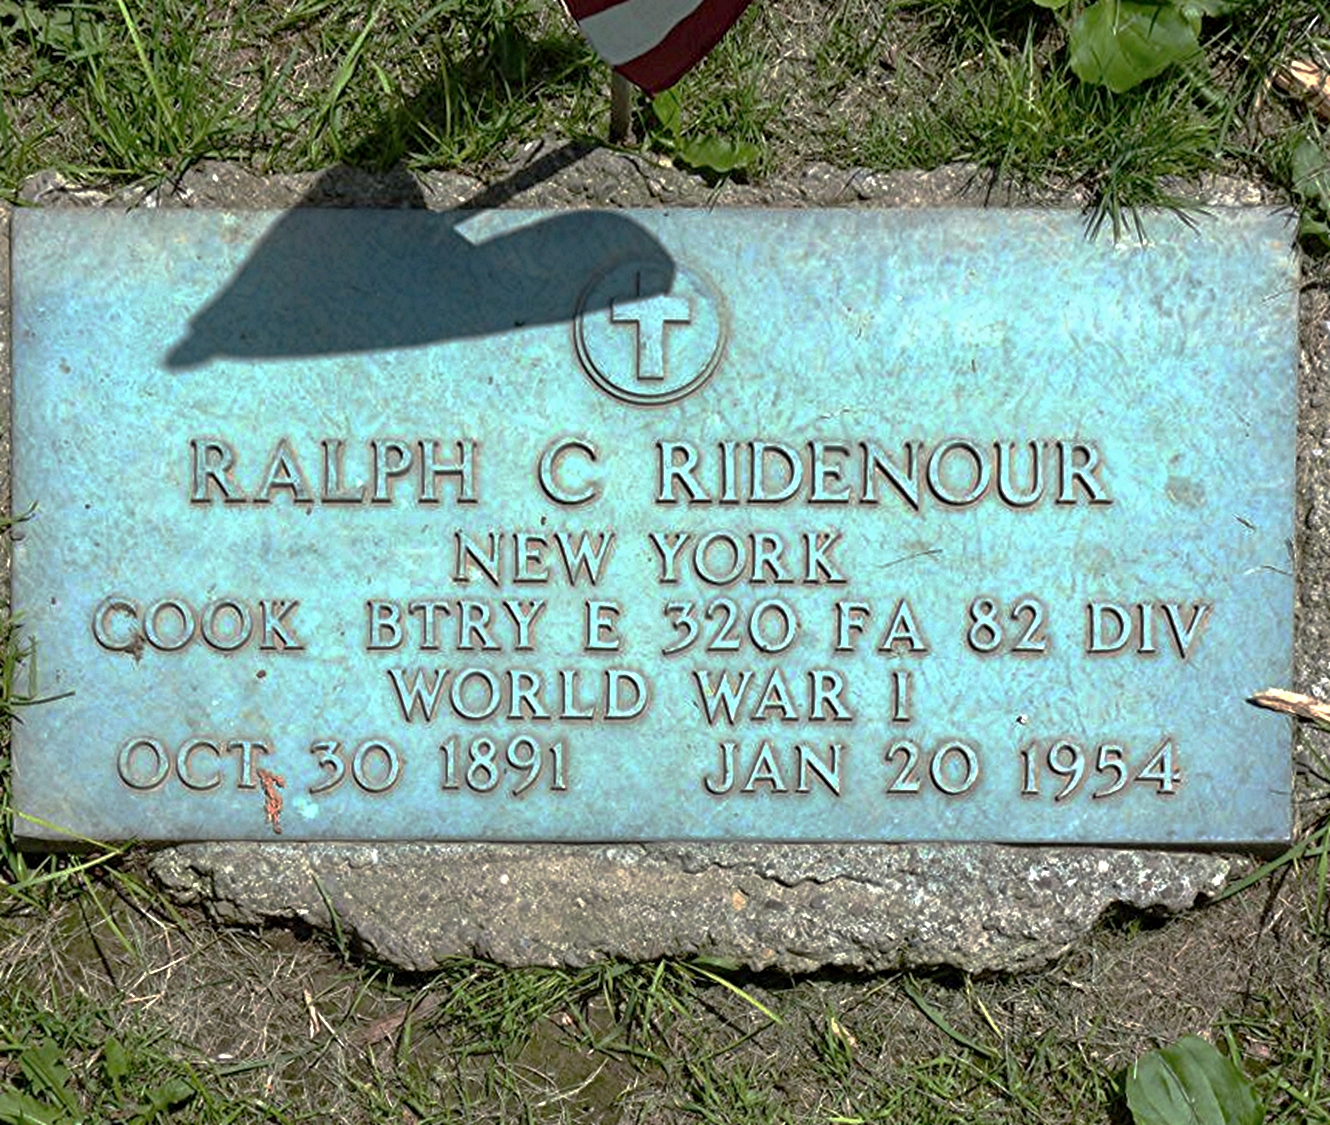 RALPH C RIDENOUR
NEW YORK
COOK BTRY E 320 FA 82 DIV
WORLD WAR I
OCT 30 1891 JAN 20 1954